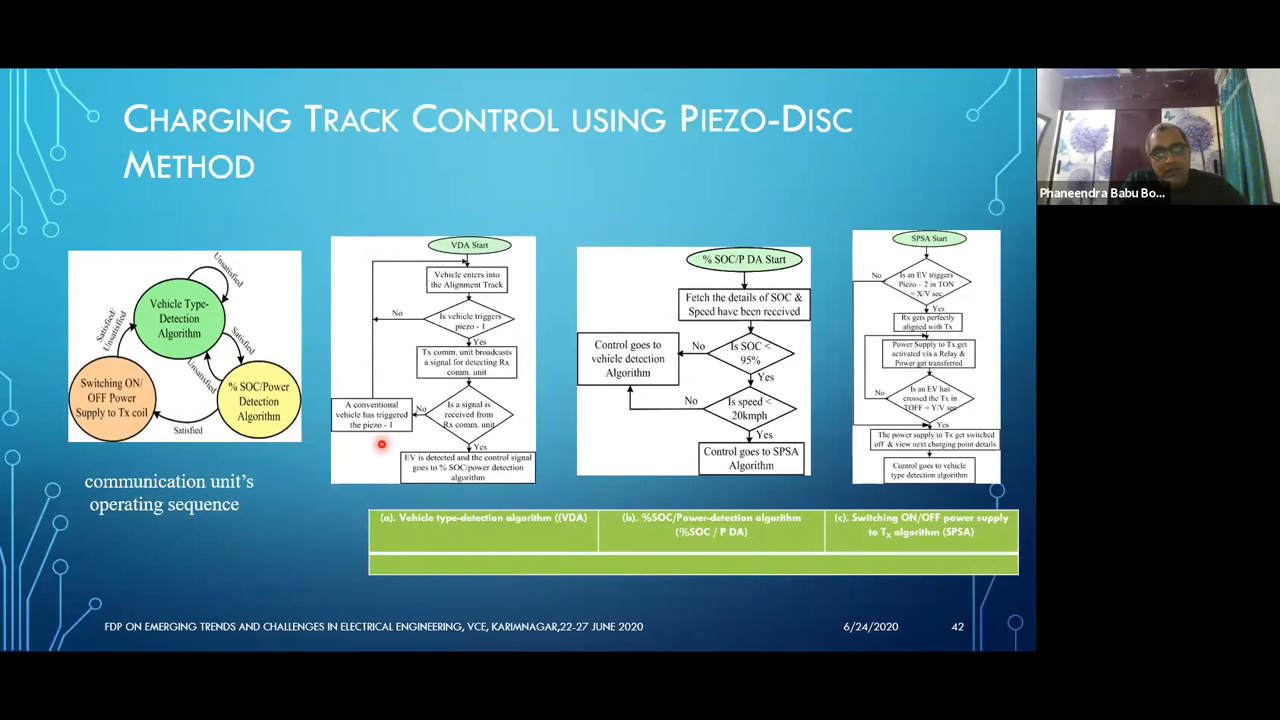 CHARGING TRACK CONTROL USING PIEZO-DISC
METHOD
Phaneendra Babu Bo...
Unsatisfied
Vehicle Type-
Detection
Algorithm
Satisfied/
Unsatisfied
Satisfied
Unsatisfied
Switching ON/
OFF Power
Supply to Tx coil
% SOC/Power
Detection
Algorithm
Satisfied
communication unit's
operating sequence
VDA Start
Vehicle enters into
the Alignment Track
No
Is vehicle triggers
piezo - 1
Yes
Tx comm. unit broadcasts
a signal for detecting Rx
comm. unit
A conventional
vehicle has triggered
the piezo - 1
No
Is a signal is
received from
Rx comm. unit
Yes
EV is detected and the control signal
goes to % SOC/power detection
algorithm
% SOC/P DA Start
Fetch the details of SOC &
Speed have been received
Control goes to
vehicle detection
Algorithm
No
Is SOC <
95%
Yes
No
Is speed <
20kmph
Yes
Control goes to SPSA
Algorithm
SPSA Start
No
Is an EV triggers
Piezo - 2 in TON
= X/V sec
Yes
Rx gets perfectly
aligned with Tx
Power Supply to Tx get
activated via a Relay &
Power get transferred
No
Is an EV has
crossed the Tx in
TOFF = Y/V sec
Yes
The power supply to Tx get switched
off & view next charging point details
Control goes to vehicle
type detection algorithm
(a). Vehicle type-detection algorithm ((VDA)
(b). %SOC/Power-detection algorithm
(%SOC / P DA)
(c). Switching ON/OFF power supply
to TX algorithm (SPSA)
FDP ON EMERGING TRENDS AND CHALLENGES IN ELECTRICAL ENGINEERING, VCE, KARIMNAGAR,22-27 JUNE 2020
6/24/2020
42